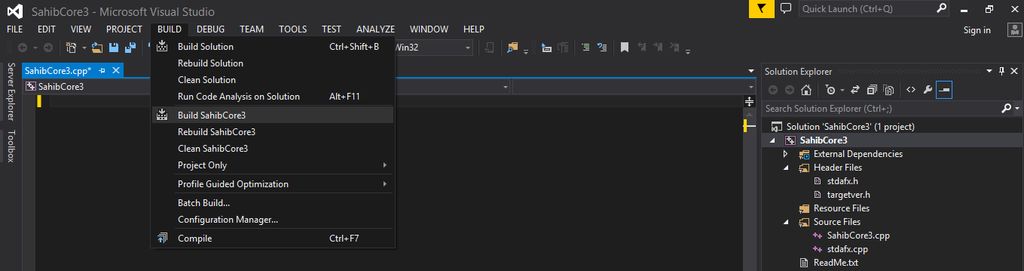 SahibCore3 - Microsoft Visual Studio
Quick Launch (Ctrl+Q)
FILE EDIT VIEW PROJECT BUILD DEBUG TEAM TOOLS TEST ANALYZE WINDOW HELP
Sign in
Win32
Build Solution Ctrl+Shift+B
Rebuild Solution
Clean Solution
Run Code Analysis on Solution Alt+F11
Build SahibCore3
Rebuild SahibCore3
Clean SahibCore3
Project Only
Profile Guided Optimization
Batch Build...
Configuration Manager...
Compile Ctrl+F7
Server Explorer
Toolbox
SahibCore3.cpp*
SahibCore3
Solution Explorer
Search Solution Explorer (Ctrl+;)
Solution 'SahibCore3' (1 project)
SahibCore3
External Dependencies
Header Files
stdafx.h
targetver.h
Resource Files
Source Files
SahibCore3.cpp
stdafx.cpp
ReadMe.txt